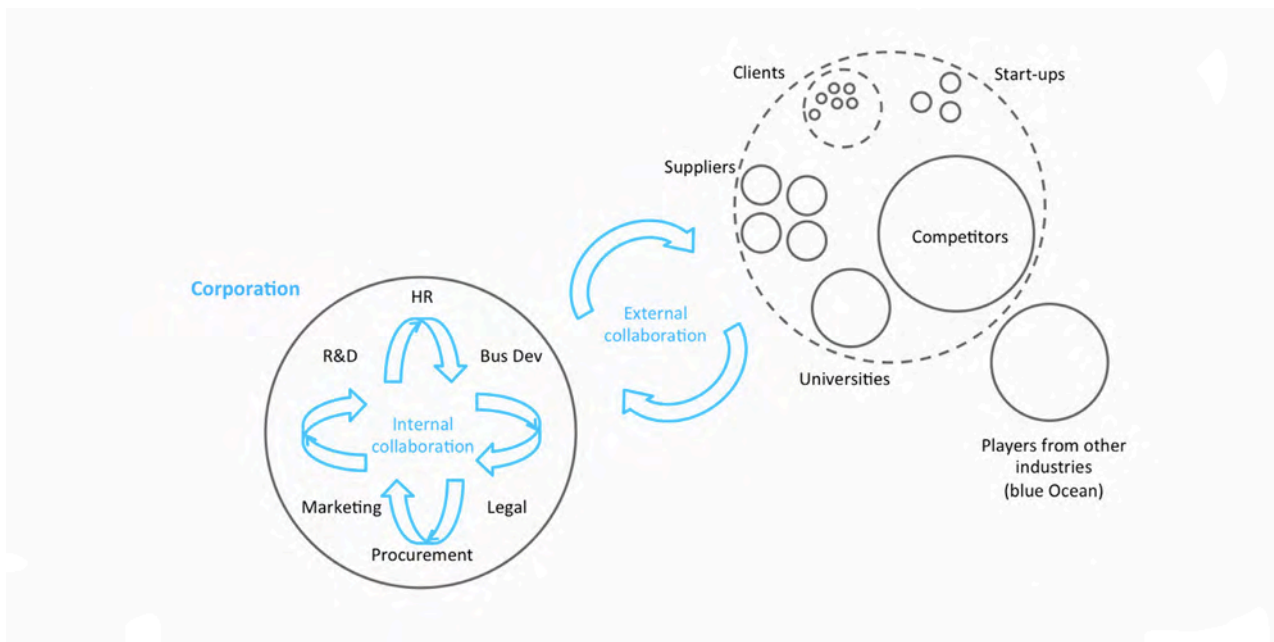 Clients
Start-ups
Suppliers
Competitors
Corporation
HR
External
collaboration
R&D
Bus Dev
Universities
Internal
collaboration
Players from other
industries
(blue Ocean)
Marketing
Legal
Procurement